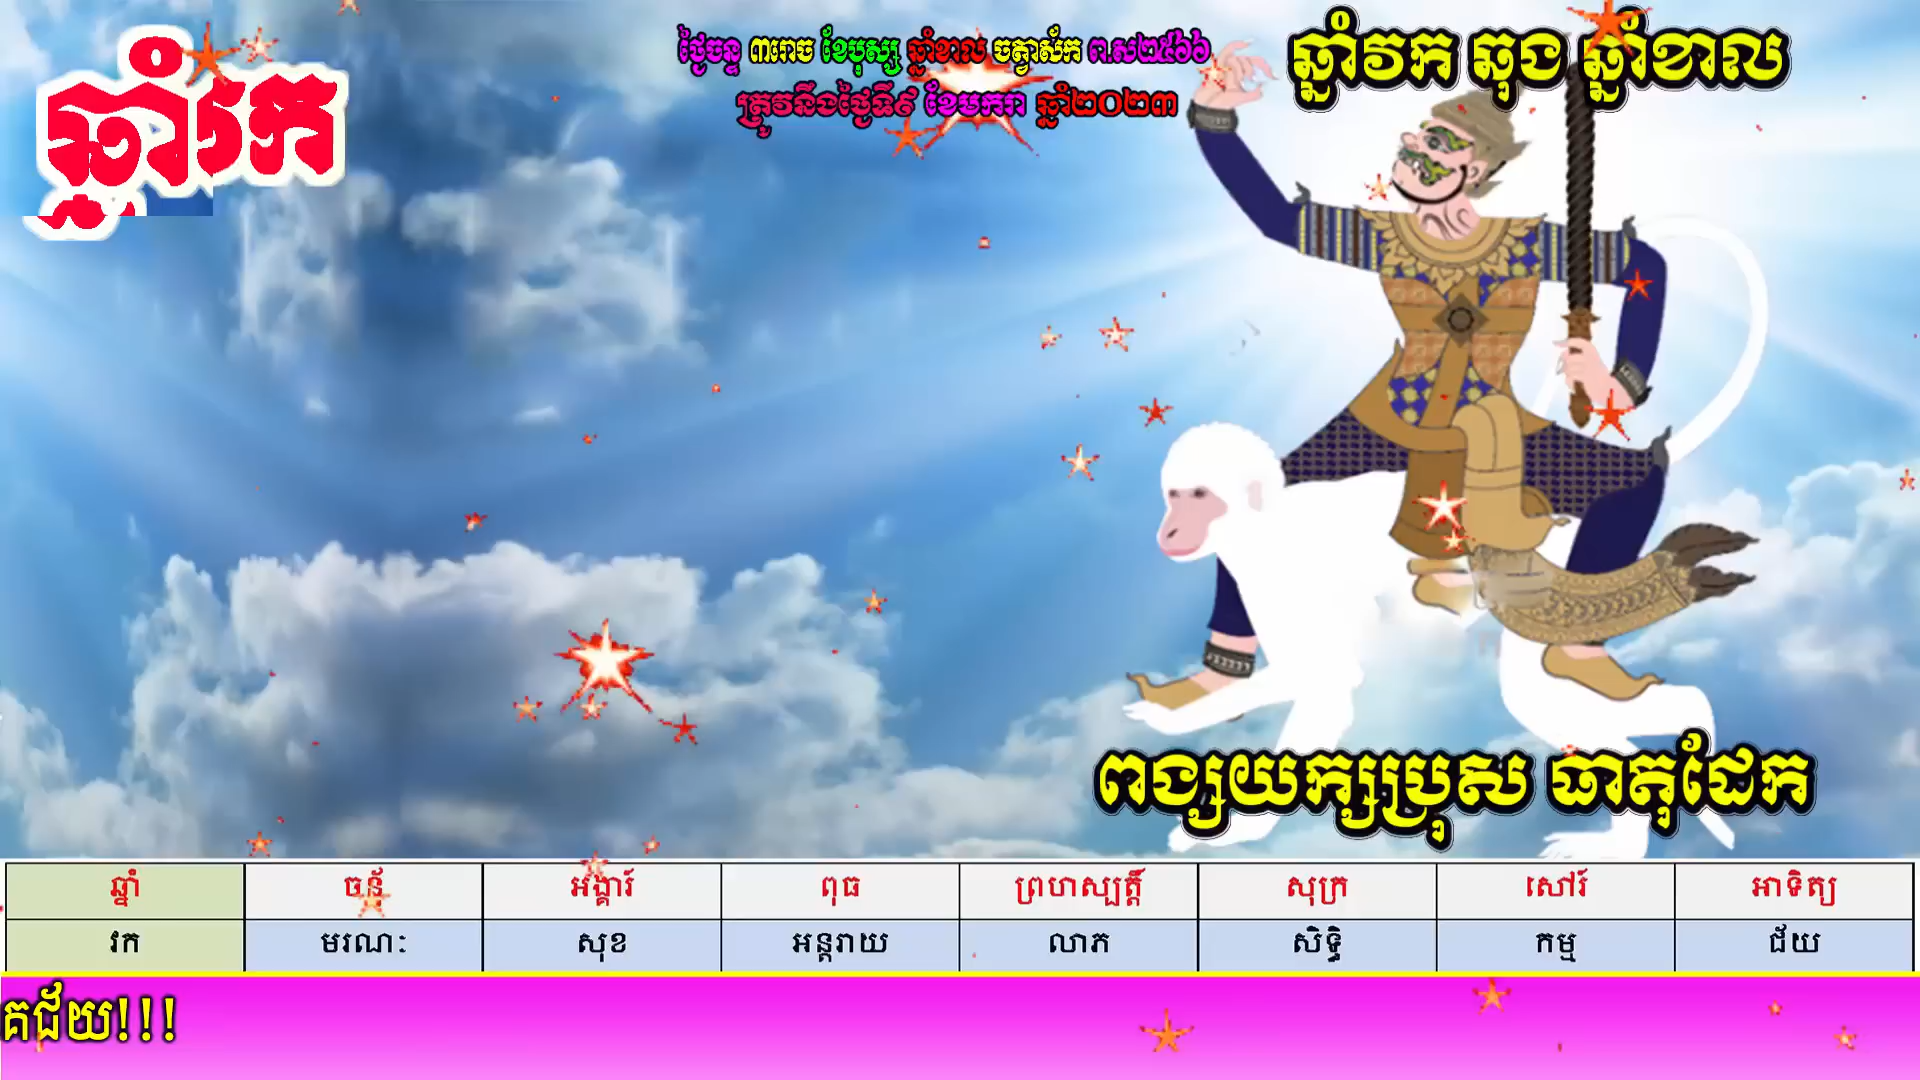 ឆ្នាំវក
ថ្ងៃចន្ទ ៣រោច ខែបុស្ស ឆ្នាំខាល ចត្វាស័ក ព.ស២៥៦៦
ត្រូវនឹងថ្ងៃទី៩ ខែមករា ឆ្នាំ២០២៣
ឆ្នាំវក ឆុង ឆ្នាំខាល
ពង្សយក្សប្រុស ធាតុដែក
ឆ្នាំ ចន្ទ័ អង្គារ៍ ពុធ ព្រហស្បត្តិ៍ សុក្រ សៅរ៍ អាទិត្យ
វក មរណៈ សុខ អន្តរាយ លាភ សិទ្ធិ កម្ម ជ័យ
គជ័យ!!!